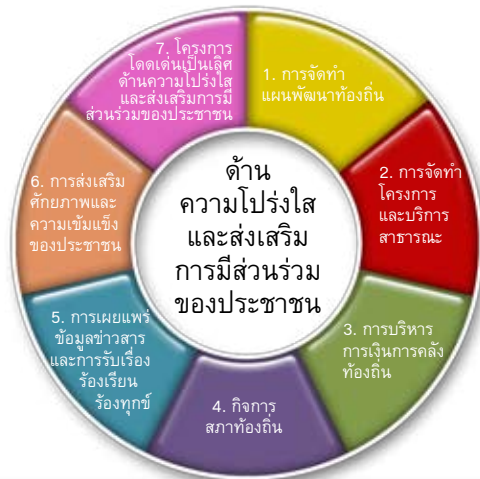 7. โครงการ
โดดเด่นเป็นเลิศ
ด้านความโปร่งใส
และส่งเสริมการมี
ส่วนร่วมของประชาชน
1. การจัดทำ
แผนพัฒนาท้องถิ่น
2. การจัดทำ
โครงการ
และบริการ
สาธารณะ
3. การบริหาร
การเงินการคลัง
ท้องถิ่น
4. กิจการ
สภาท้องถิ่น
5. การเผยแพร่
ข้อมูลข่าวสาร
และการรับเรื่อง
ร้องเรียน
ร้องทุกข์
6. การส่งเสริม
ศักยภาพและ
ความเข้มแข็ง
ของประชาชน
ด้าน
ความโปร่งใส
และส่งเสริม
การมีส่วนร่วม
ของประชาชน